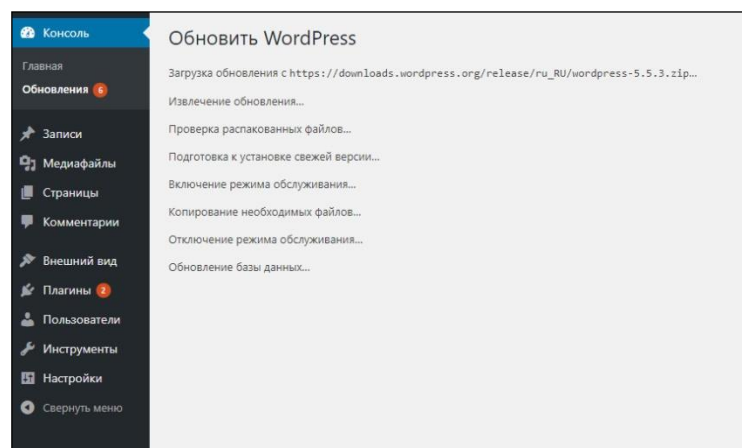 Консоль
Главная
Обновления 6
Записи
Медиафайлы
Страницы
Комментарии
Внешний вид
Плагины 2
Пользователи
Инструменты
Настройки
Свернуть меню
Обновить WordPress
Загрузка обновления с https://downloads.wordpress.org/release/ru_RU/wordpress-5.5.3.zip…
Извлечение обновления…
Проверка распакованных файлов…
Подготовка к установке свежей версии…
Включение режима обслуживания…
Копирование необходимых файлов…
Отключение режима обслуживания…
Обновление базы данных…